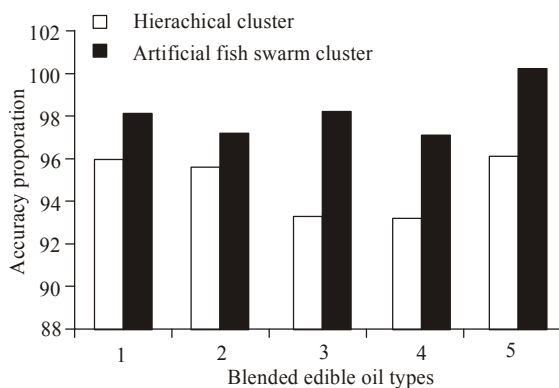 Hierachical cluster
Artificial fish swarm cluster
102
100
98
96
94
92
90
88
Accuracy proporation
1 2 3 4 5
Blended edible oil types